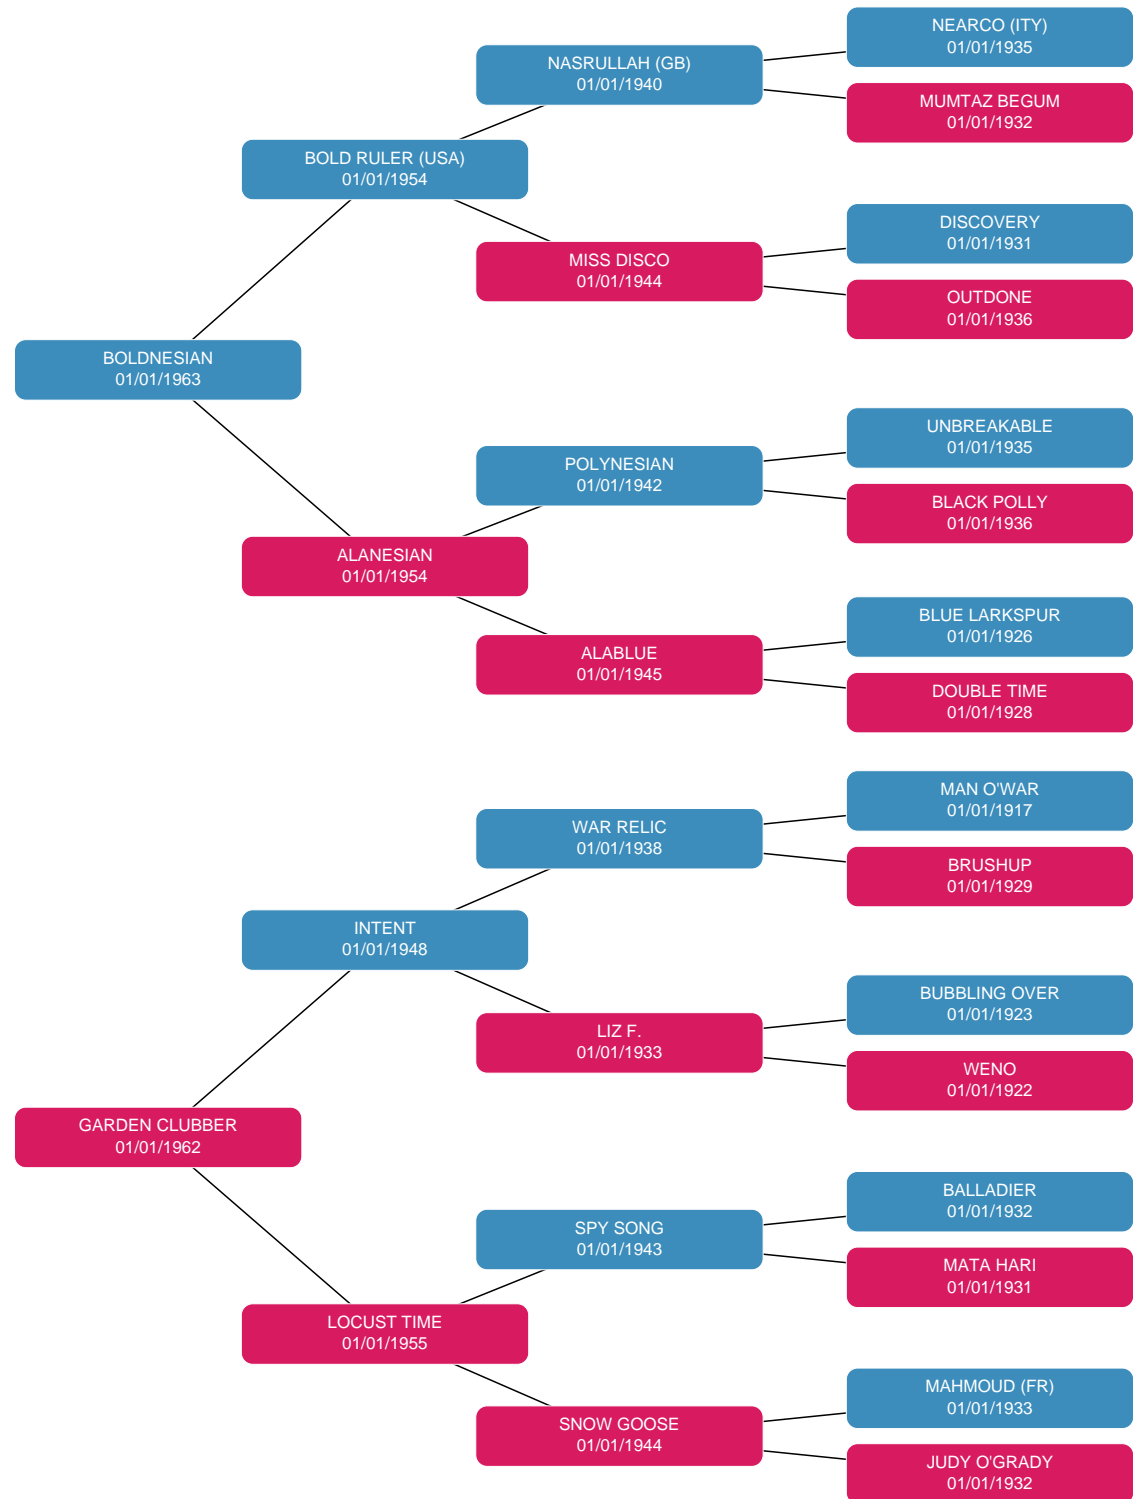 NEARCO (ITY)
01/01/1935
NASRULLAH (GB)
01/01/1940
MUMTAZ BEGUM
01/01/1932
BOLD RULER (USA)
01/01/1954
DISCOVERY
01/01/1931
MISS DISCO
01/01/1944
OUTDONE
01/01/1936
BOLDNESIAN
01/01/1963
UNBREAKABLE
01/01/1935
POLYNESIAN
01/01/1942
BLACK POLLY
01/01/1936
ALANESIAN
01/01/1954
BLUE LARKSPUR
01/01/1926
ALABLUE
01/01/1945
DOUBLE TIME
01/01/1928
MAN O'WAR
01/01/1917
WAR RELIC
01/01/1938
BRUSHUP
01/01/1929
INTENT
01/01/1948
BUBBLING OVER
01/01/1923
LIZ F.
01/01/1933
WENO
01/01/1922
GARDEN CLUBBER
01/01/1962
BALLADIER
01/01/1932
SPY SONG
01/01/1943
MATA HARI
01/01/1931
LOCUST TIME
01/01/1955
MAHMOUD (FR)
01/01/1933
SNOW GOOSE
01/01/1944
JUDY O'GRADY
01/01/1932